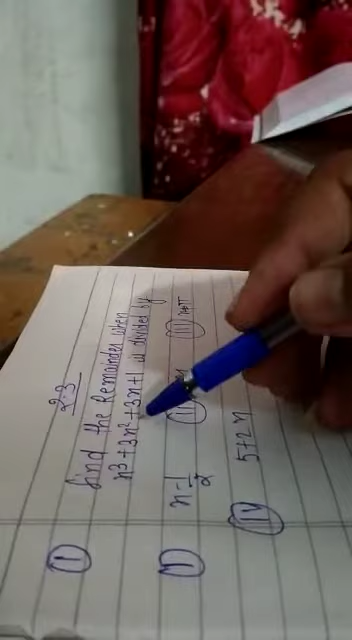 2.3
① find the Remainder when
x³+3x²+3x+1 is divided by
① x-1/2 (ii) x (iii) x+π
(iv) 5+2x